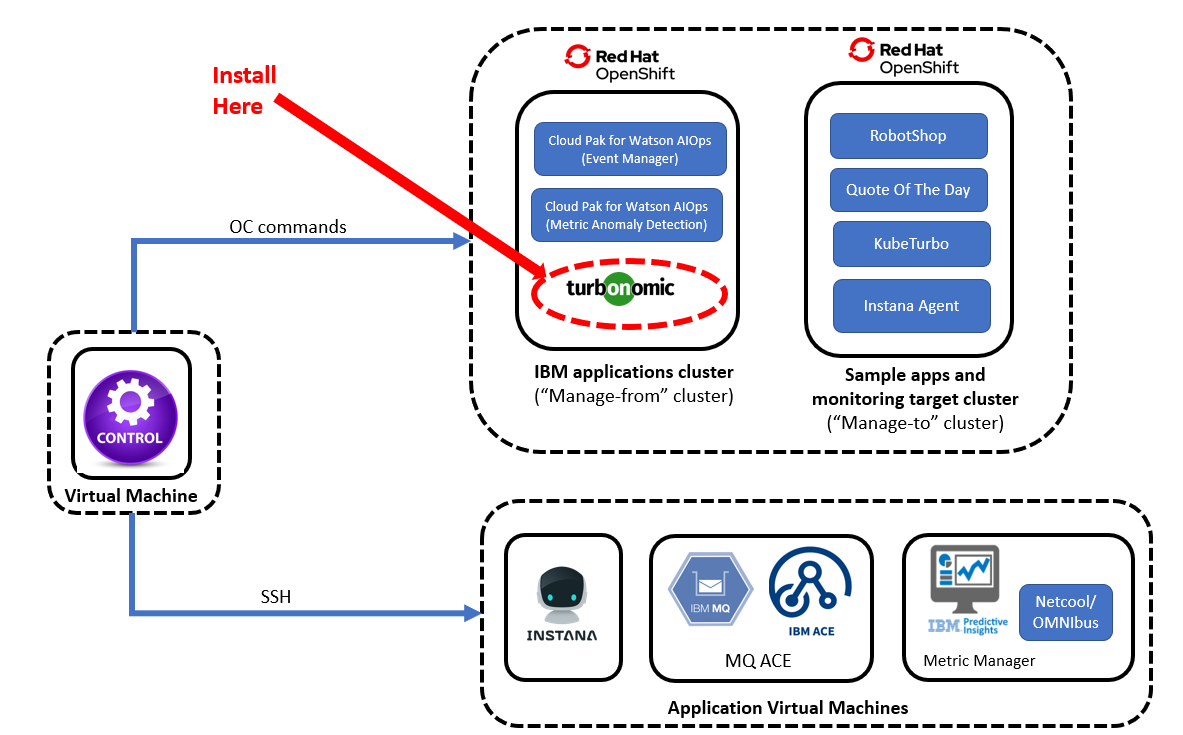 Install
Here
Red Hat
OpenShift
Red Hat
OpenShift
Cloud Pak for Watson AIOps
(Event Manager)
Cloud Pak for Watson AIOps
(Metric Anomaly Detection)
turbonomic
IBM applications cluster
(“Manage-from” cluster)
RobotShop
Quote Of The Day
KubeTurbo
Instana Agent
Sample apps and
monitoring target cluster
(“Manage-to” cluster)
OC commands
CONTROL
Virtual Machine
SSH
INSTANA
IBM MQ
IBM ACE
MQ ACE
IBM Predictive
Insights
Netcool/
OMNIbus
Metric Manager
Application Virtual Machines